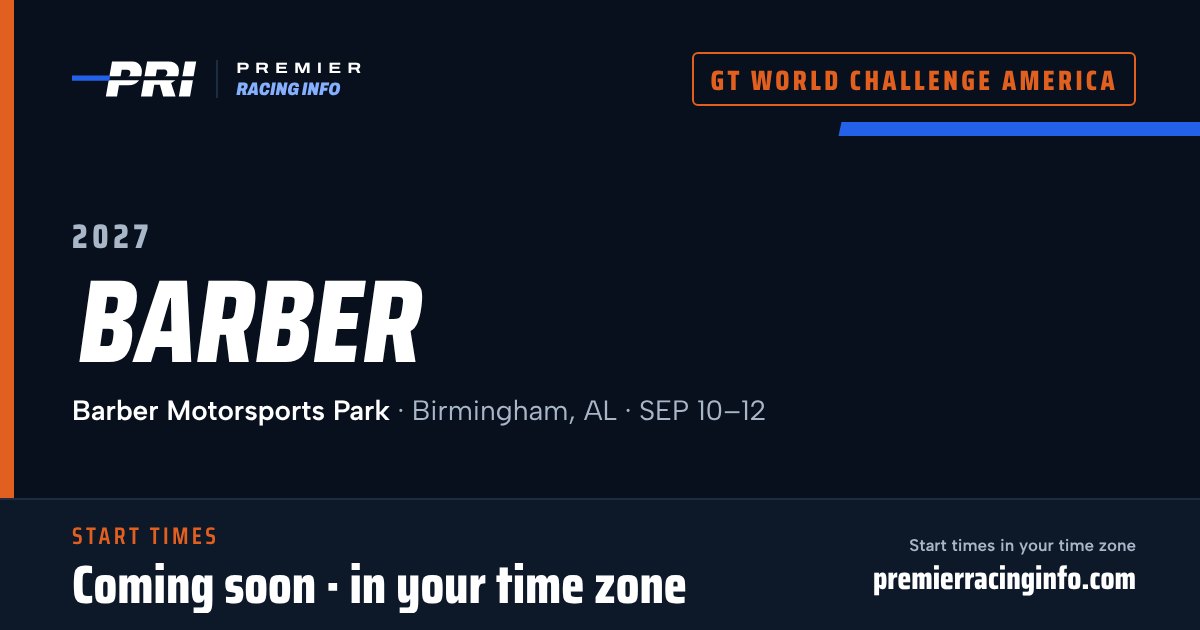 PRI
PREMIER
RACING INFO
GT WORLD CHALLENGE AMERICA
2027
BARBER
Barber Motorsports Park · Birmingham, AL · SEP 10–12
START TIMES
Coming soon · in your time zone
Start times in your time zone
premierracinginfo.com